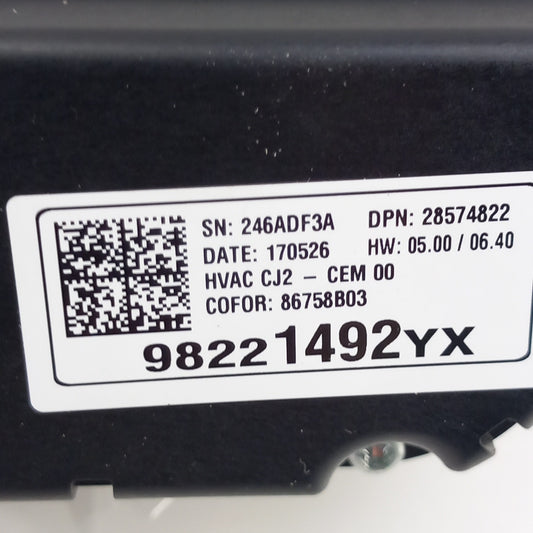 SN: 246ADF3A DPN: 28574822
DATE: 170526 HW: 05.00 / 06.40
HVAC CJ2 – CEM 00
COFOR: 86758B03
98221492YX